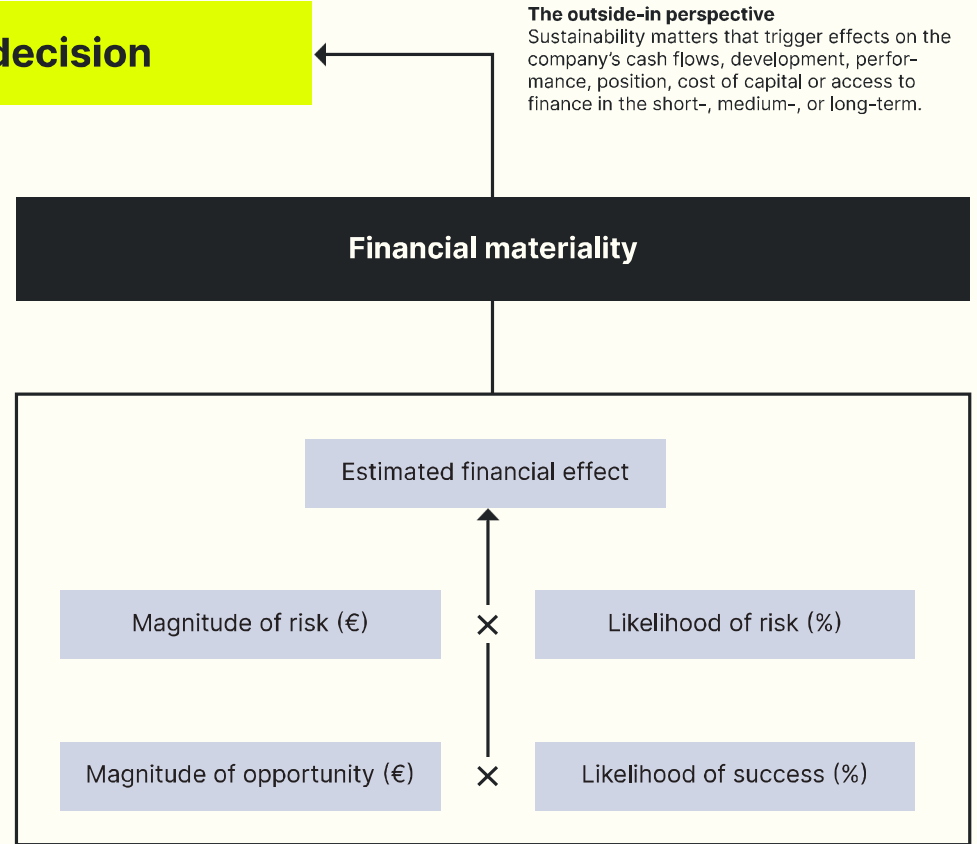 decision
The outside-in perspective
Sustainability matters that trigger effects on the
company's cash flows, development, perfor-
mance, position, cost of capital or access to
finance in the short-, medium-, or long-term.
Financial materiality
Estimated financial effect
Magnitude of risk (€) × Likelihood of risk (%)
Magnitude of opportunity (€) × Likelihood of success (%)